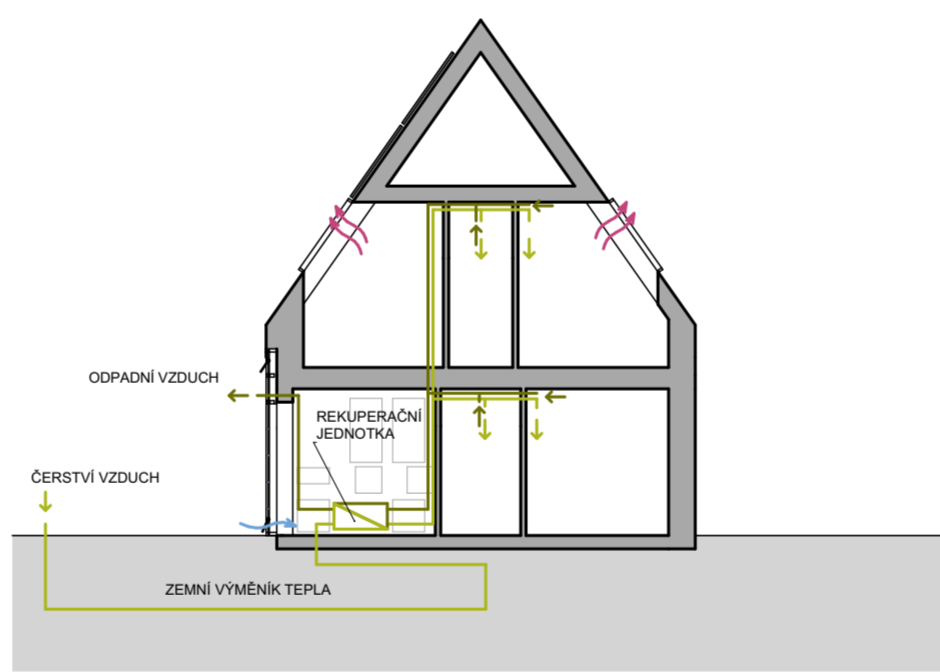 ODPADNÍ VZDUCH
REKUPERAČNÍ
JEDNOTKA
ČERSTVÍ VZDUCH
ZEMNÍ VÝMĚNÍK TEPLA